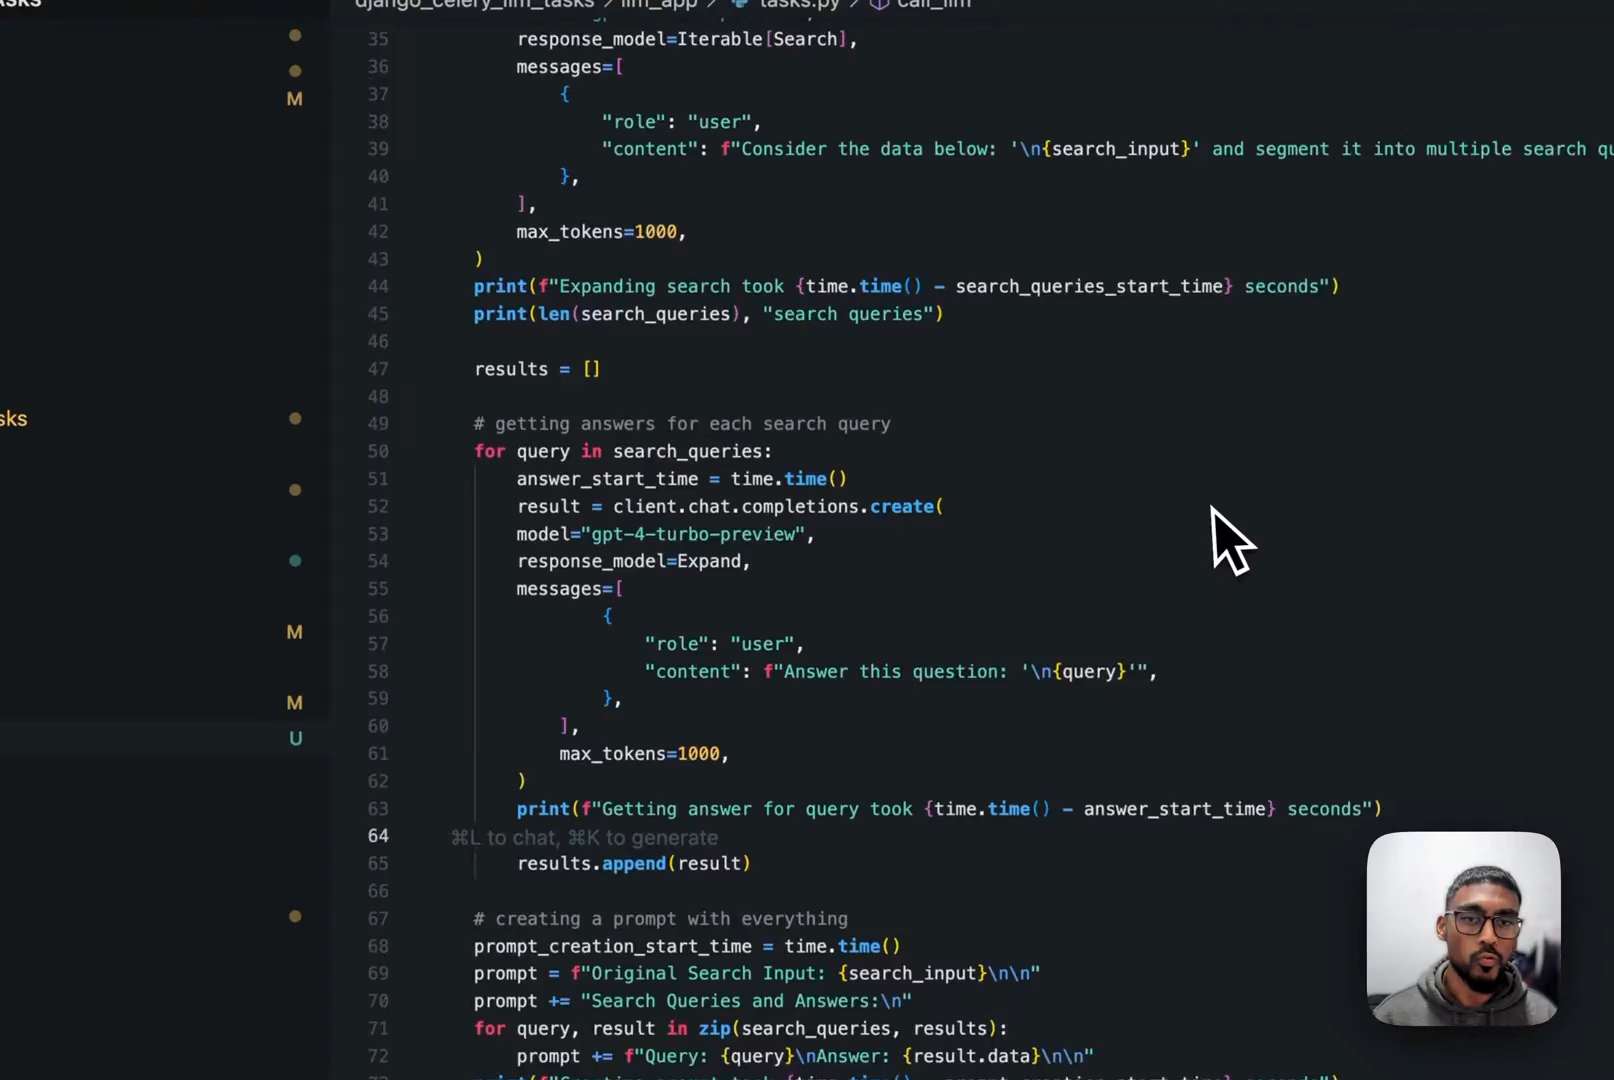 django_celery_llm_tasks > llm_app > tasks.py > call_llm
35 response_model=Iterable[Search],
M
36 messages=[
37 {
38 "role": "user",
39 "content": f"Consider the data below: '\n{search_input}' and segment it into multiple search
40 },
41 ],
42 max_tokens=1000,
43 )
44 print(f"Expanding search took {time.time() - search_queries_start_time} seconds")
45 print(len(search_queries), "search queries")
46
47 results = []
48
sks
49 # getting answers for each search query
50 for query in search_queries:
51 answer_start_time = time.time()
52 result = client.chat.completions.create(
53 model="gpt-4-turbo-preview",
54 response_model=Expand,
55 messages=[
56 {
M
57 "role": "user",
58 "content": f"Answer this question: '\n{query}'",
59 },
M
60 ],
U
61 max_tokens=1000,
62 )
63 print(f"Getting answer for query took {time.time() - answer_start_time} seconds")
64 ⌘L to chat, ⌘K to generate
65 results.append(result)
66
67 # creating a prompt with everything
68 prompt_creation_start_time = time.time()
69 prompt = f"Original Search Input: {search_input}\n\n"
70 prompt += "Search Queries and Answers:\n"
71 for query, result in zip(search_queries, results):
72 prompt += f"Query: {query}\nAnswer: {result.data}\n\n"